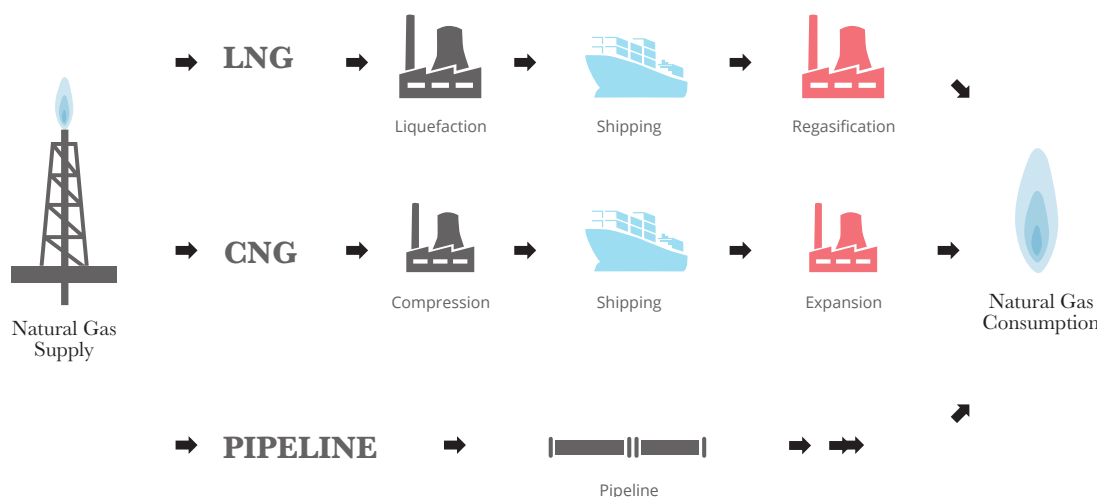 LNG
Liquefaction
Shipping
Regasification
CNG
Compression
Shipping
Expansion
Natural Gas
Supply
Natural Gas
Consumption
PIPELINE
Pipeline